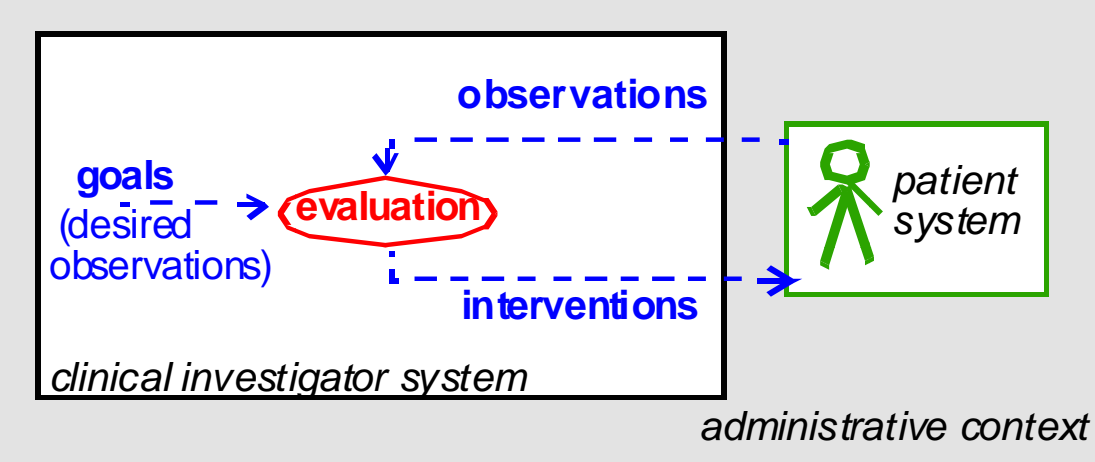 observations
goals
(desired
observations)
evaluation
patient
system
interventions
clinical investigator system
administrative context